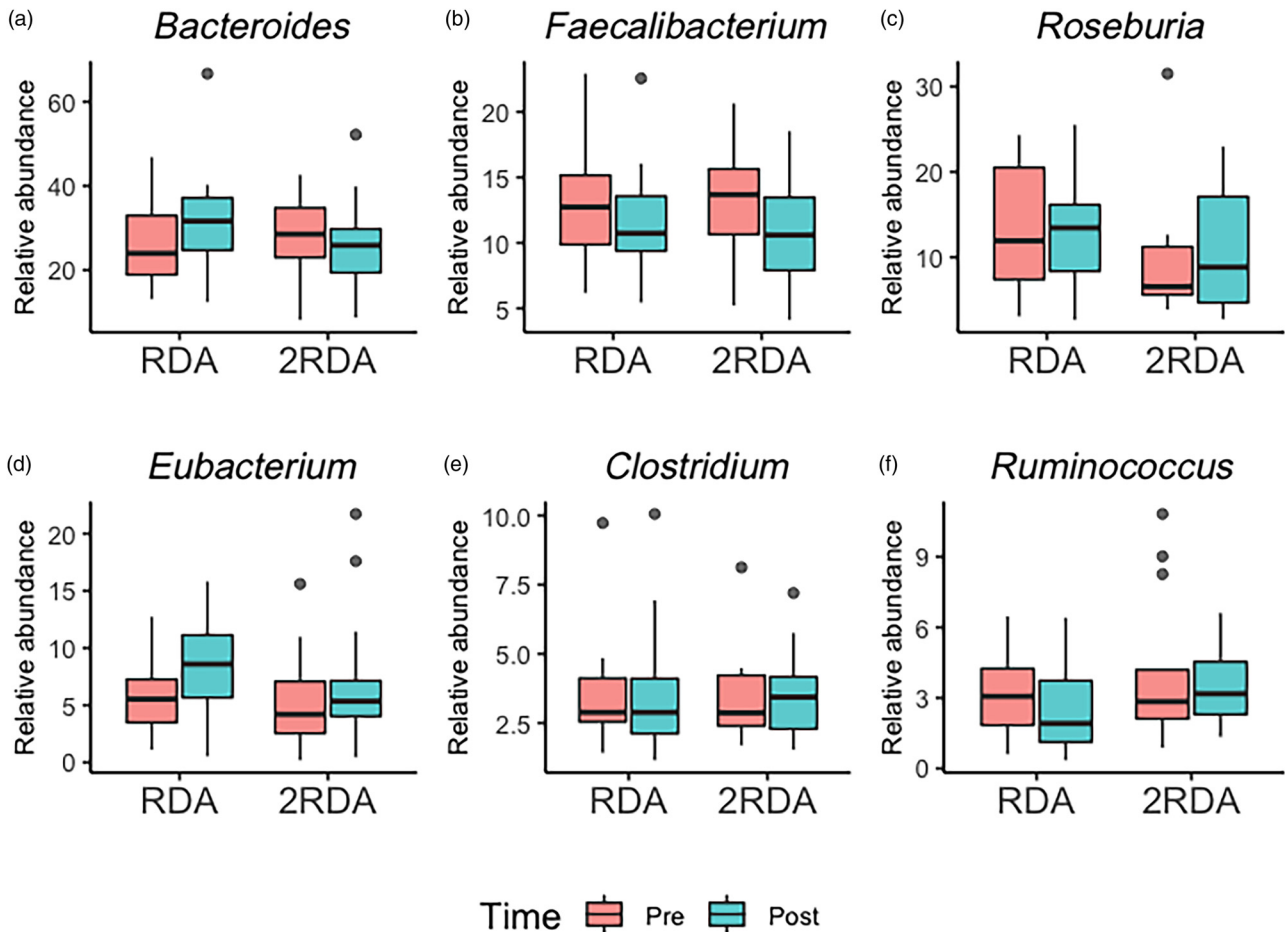 (a) Bacteroides
Relative abundance
60
40
20
RDA 2RDA
(b) Faecalibacterium
Relative abundance
20
15
10
5
RDA 2RDA
(c) Roseburia
Relative abundance
30
20
10
RDA 2RDA
(d) Eubacterium
Relative abundance
20
15
10
5
0
RDA 2RDA
(e) Clostridium
Relative abundance
10.0
7.5
5.0
2.5
RDA 2RDA
(f) Ruminococcus
Relative abundance
9
6
3
0
RDA 2RDA
Time Pre Post